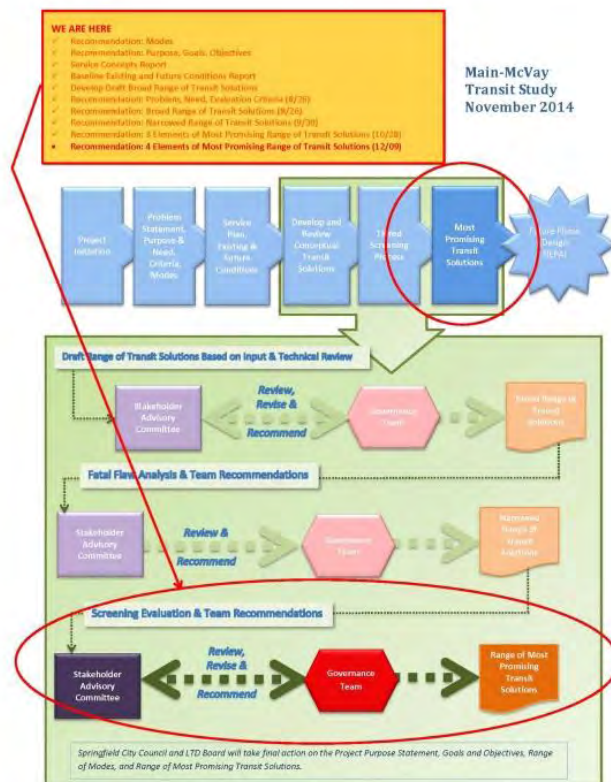 WE ARE HERE
✓ Recommendation: Modes
✓ Recommendation: Purpose, Goals, Objectives
✓ Service Concepts Report
✓ Baseline Existing and Future Conditions Report
✓ Develop Draft Broad Range of Transit Solutions
✓ Recommendation: Problem, Need, Evaluation Criteria (8/26)
✓ Recommendation: Broad Range of Transit Solutions (8/26)
✓ Recommendation: Narrowed Range of Transit Solutions (9/30)
✓ Recommendation: 3 Elements of Most Promising Range of Transit Solutions (10/28)
• Recommendation: 4 Elements of Most Promising Range of Transit Solutions (12/09)
Main-McVay
Transit Study
November 2014
Project
Initiation
Problem
Statement,
Purpose &
Need,
Criteria,
Modes
Service
Plan,
Existing &
Future
Conditions
Develop and
Review
Conceptual
Transit
Solutions
Tiered
Screening
Process
Most
Promising
Transit
Solutions
Future Phase
Design
Draft Range of Transit Solutions Based on Input & Technical Review
Stakeholder
Advisory
Committee
Review,
Revise &
Recommend
Governance
Team
Range of
Transit
Solutions
Fatal Flaw Analysis & Team Recommendations
Stakeholder
Advisory
Committee
Review &
Recommend
Governance
Team
Narrowed
Range of
Transit
Solutions
Screening Evaluation & Team Recommendations
Stakeholder
Advisory
Committee
Review,
Revise &
Recommend
Governance
Team
Range of Most
Promising
Transit
Solutions
Springfield City Council and LTD Board will take final action on the Project Purpose Statement, Goals and Objectives, Range
of Modes, and Range of Most Promising Transit Solutions.